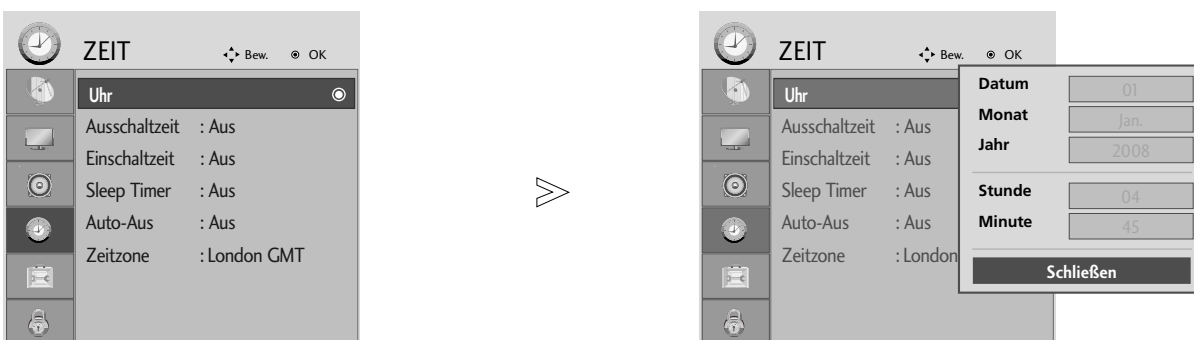 ZEIT
Bew. OK
Uhr
Ausschaltzeit : Aus
Einschaltzeit : Aus
Sleep Timer : Aus
Auto-Aus : Aus
Zeitzone : London GMT
ZEIT
Bew. OK
Uhr
Ausschaltzeit : Aus
Einschaltzeit : Aus
Sleep Timer : Aus
Auto-Aus : Aus
Zeitzone : London
Datum 01
Monat Jan.
Jahr 2008
Stunde 04
Minute 45
Schließen